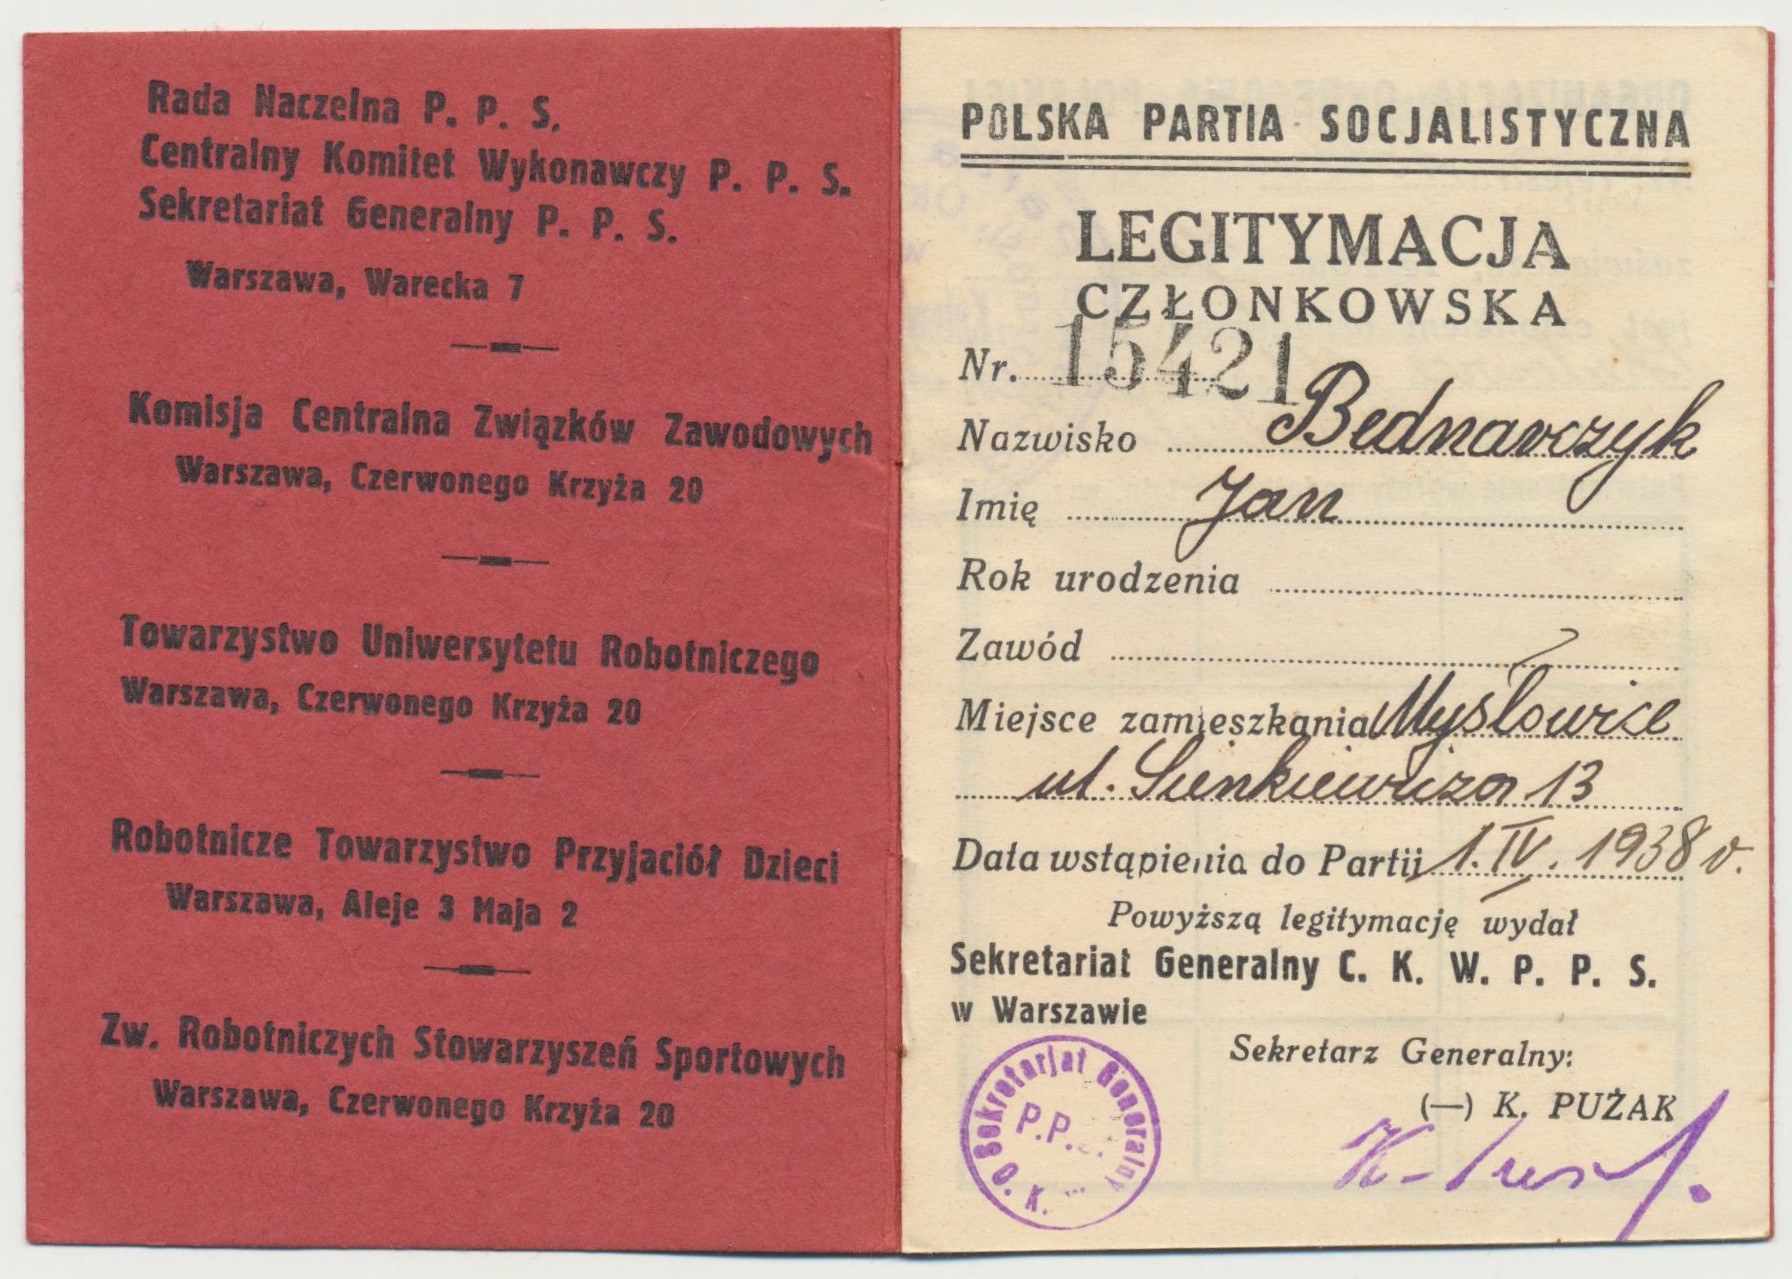 Rada Naczelna P. P. S.
Centralny Komitet Wykonawczy P. P. S.
Sekretariat Generalny P. P. S.
Warszawa, Warecka 7
Komisja Centralna Związków Zawodowych
Warszawa, Czerwonego Krzyża 20
Towarzystwo Uniwersytetu Robotniczego
Warszawa, Czerwonego Krzyża 20
Robotnicze Towarzystwo Przyjaciół Dzieci
Warszawa, Aleje 3 Maja 2
Zw. Robotniczych Stowarzyszeń Sportowych
Warszawa, Czerwonego Krzyża 20
POLSKA PARTIA SOCJALISTYCZNA
LEGITYMACJA
CZŁONKOWSKA
Nr. 15421
Nazwisko Bednarczyk
Imię Jan
Rok urodzenia
Zawód
Miejsce zamieszkania Mysłowice
ul. Sienkiewicza 13
Data wstąpienia do Partji 1. IV. 1938 r.
Powyższą legitymację wydał
Sekretariat Generalny C. K. W. P. P. S.
w Warszawie
Sekretarz Generalny:
(—) K. PUŻAK
Sekretarjat Generalny
P.P.
K.